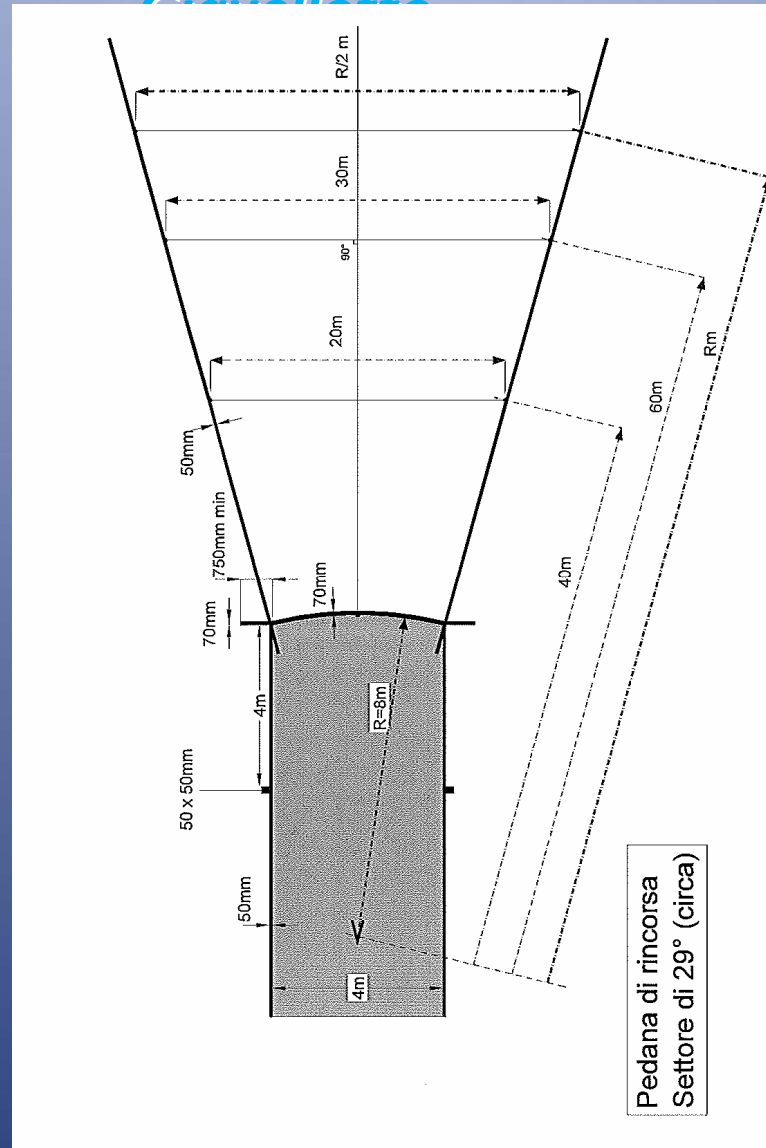 R/2 m
30m
90°
20m
50mm
750mm min
70mm
70mm
4m
R=8m
50 x 50mm
50mm
4m
40m
60m
Rm
Pedana di rincorsa
Settore di 29° (circa)